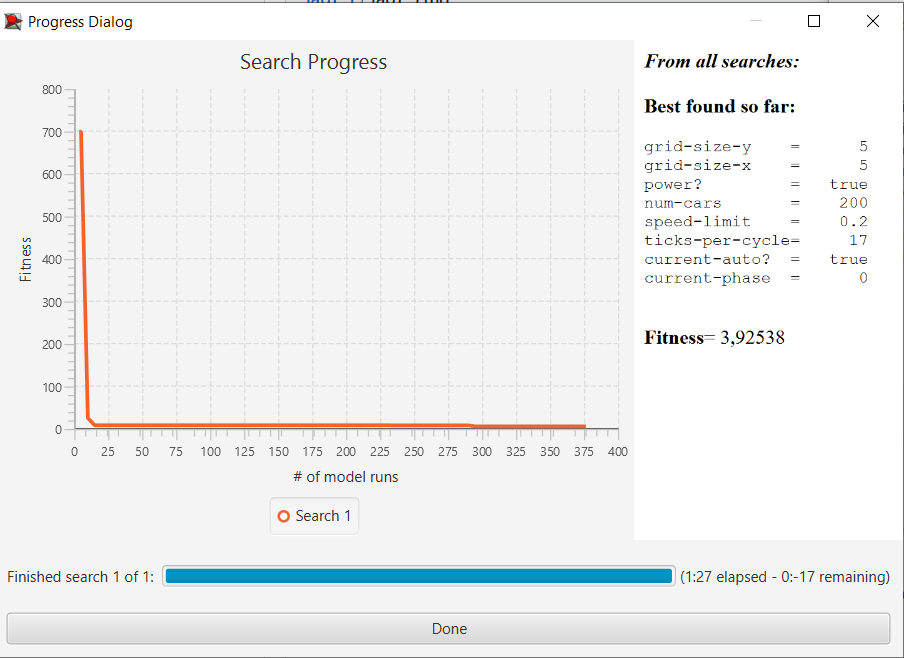 Progress Dialog
Search Progress
800
700
600
500
400
300
200
100
0
Fitness
0 25 50 75 100 125 150 175 200 225 250 275 300 325 350 375 400
# of model runs
Search 1
From all searches:
Best found so far:
grid-size-y = 5
grid-size-x = 5
power? = true
num-cars = 200
speed-limit = 0.2
ticks-per-cycle= 17
current-auto? = true
current-phase = 0
Fitness= 3,92538
Finished search 1 of 1: (1:27 elapsed - 0:-17 remaining)
Done